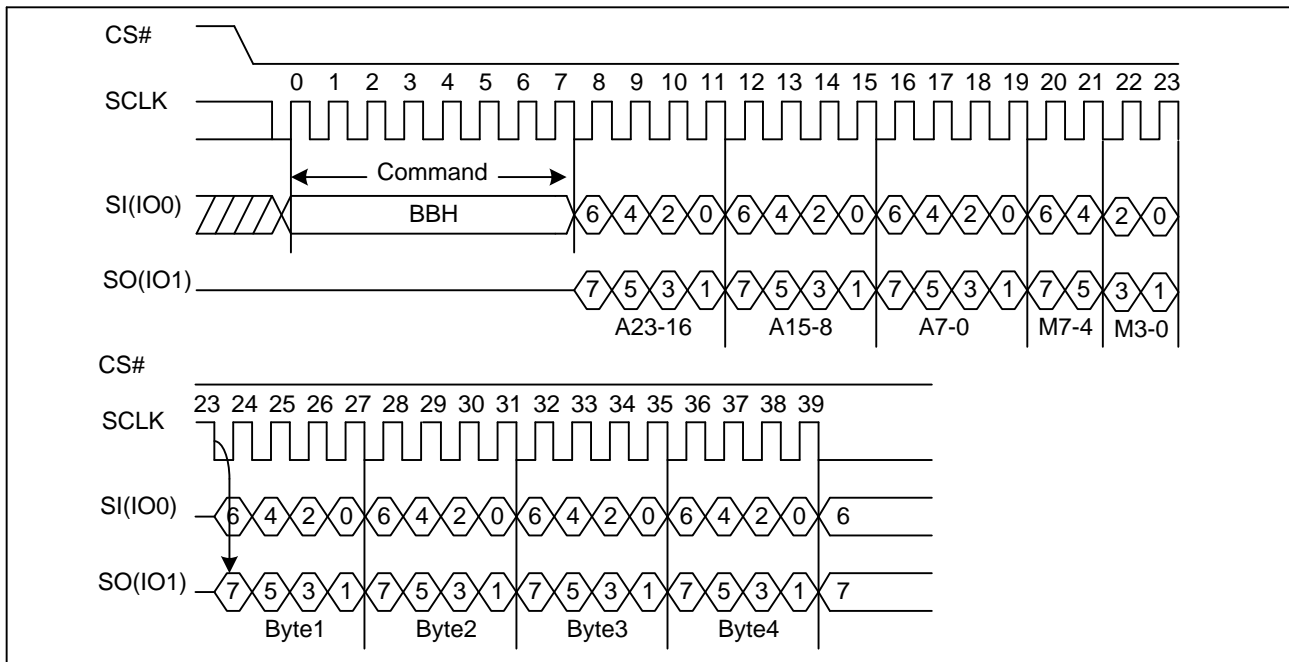 CS#
0 1 2 3 4 5 6 7 8 9 10 11 12 13 14 15 16 17 18 19 20 21 22 23
SCLK
Command
SI(IO0) BBH 6 4 2 0 6 4 2 0 6 4 2 0 6 4 2 0
SO(IO1) 7 5 3 1 7 5 3 1 7 5 3 1 7 5 3 1
A23-16 A15-8 A7-0 M7-4 M3-0
CS#
23 24 25 26 27 28 29 30 31 32 33 34 35 36 37 38 39
SCLK
SI(IO0) 6 4 2 0 6 4 2 0 6 4 2 0 6 4 2 0 6
SO(IO1) 7 5 3 1 7 5 3 1 7 5 3 1 7 5 3 1 7
Byte1 Byte2 Byte3 Byte4